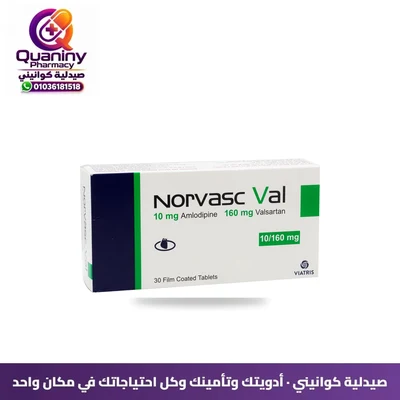 Quaniny
Pharmacy
صيدلية كوانيني
01036181518
Norvasc Val
10 mg Amlodipine 160 mg Valsartan
10/160 mg
30 Film Coated Tablets
VIATRIS
صيدلية كوانيني · أدويتك وتأمينك وكل احتياجاتك في مكان واحد